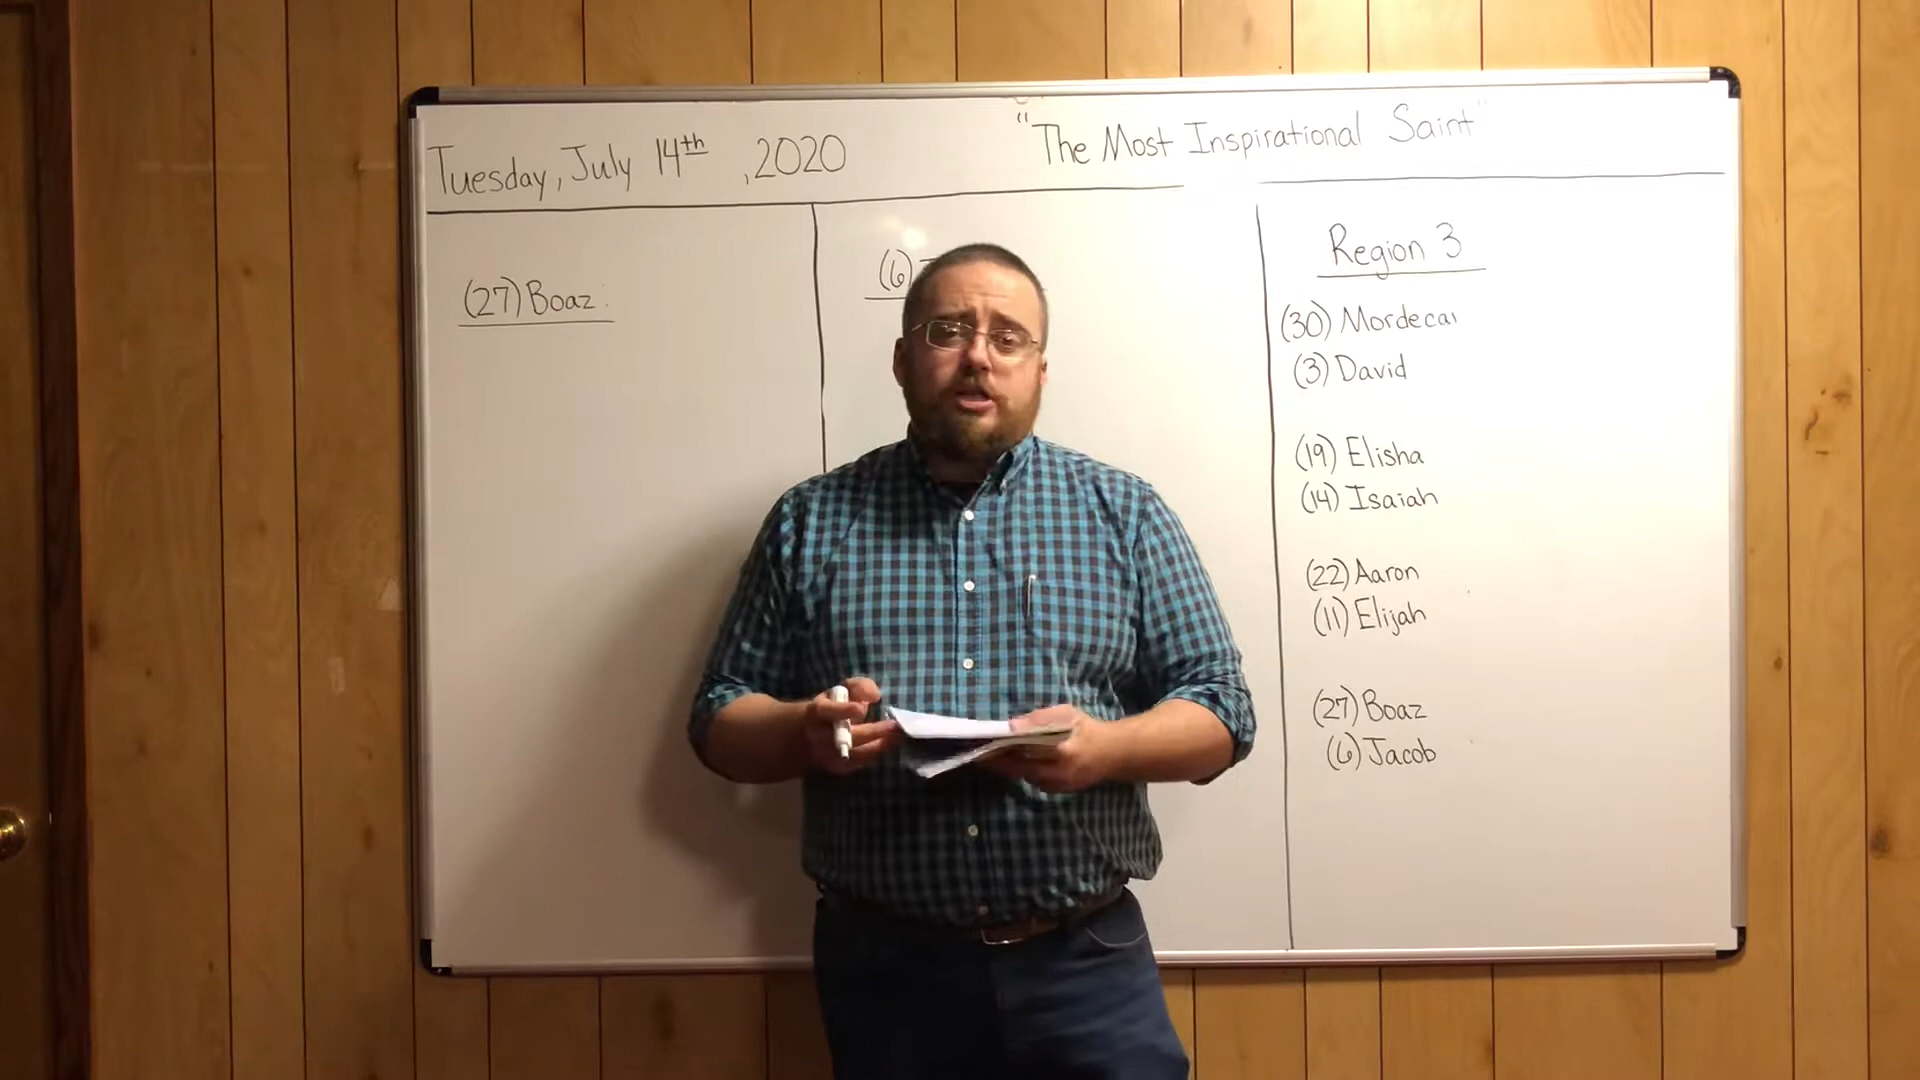 Tuesday, July 14th, 2020
"The Most Inspirational Saint"
(27) Boaz
(6)
Region 3
(30) Mordecai
(3) David
(19) Elisha
(14) Isaiah
(22) Aaron
(11) Elijah
(27) Boaz
(6) Jacob